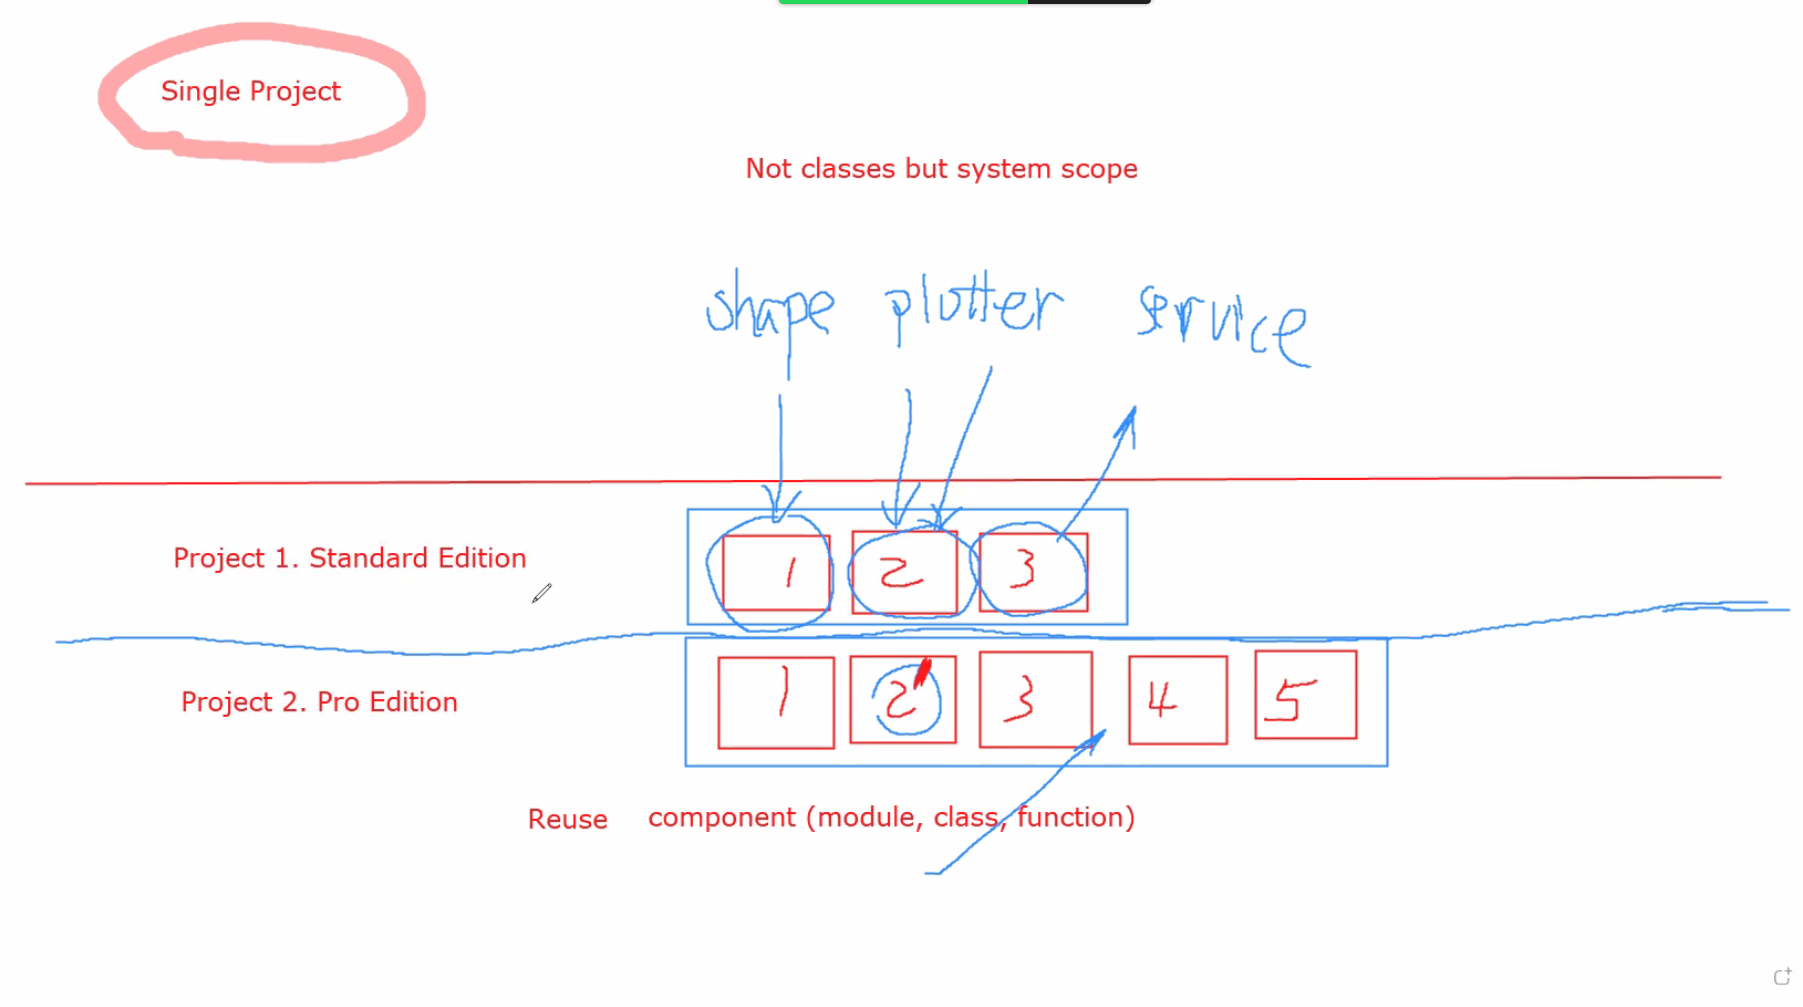 Single Project
Not classes but system scope
shape plotter service
Project 1. Standard Edition
1 2 3
Project 2. Pro Edition
1 2' 3 4 5
Reuse component (module, class, function)